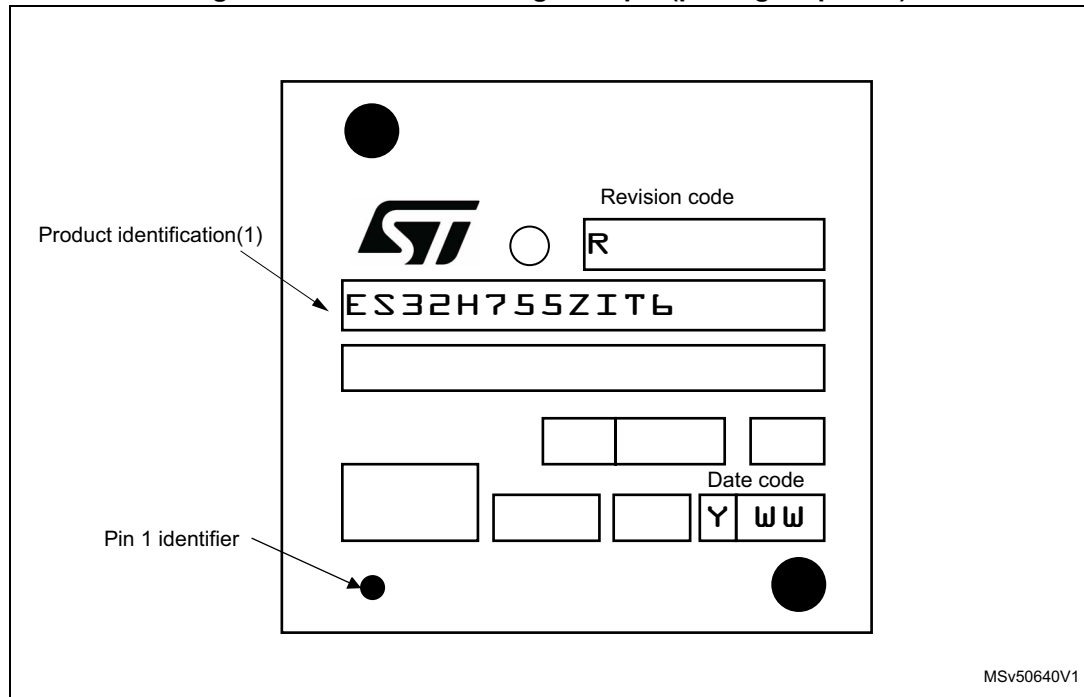 Revision code
Product identification(1)
R
ES32H755ZIT6
Date code
Y WW
Pin 1 identifier
MSv50640V1